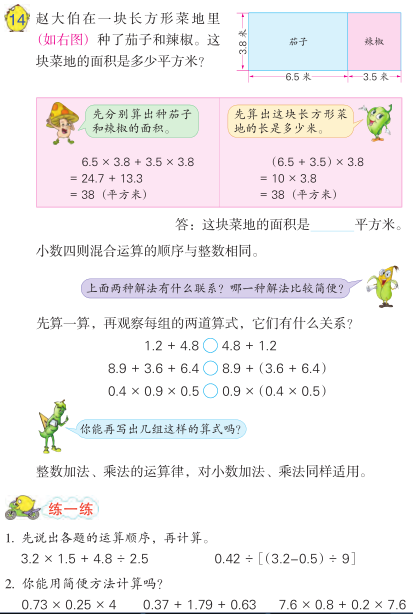 14 赵大伯在一块长方形菜地里
(如右图) 种了茄子和辣椒。这
块菜地的面积是多少平方米?
3.8 米
茄子
辣椒
6.5 米
3.5 米
先分别算出种茄子
和辣椒的面积。
6.5 × 3.8 + 3.5 × 3.8
= 24.7 + 13.3
= 38 (平方米)
先算出这块长方形菜
地的长是多少米。
(6.5 + 3.5) × 3.8
= 10 × 3.8
= 38 (平方米)
答: 这块菜地的面积是______平方米。
小数四则混合运算的顺序与整数相同。
上面两种解法有什么联系? 哪一种解法比较简便?
先算一算,再观察每组的两道算式,它们有什么关系?
1.2 + 4.8 ○ 4.8 + 1.2
8.9 + 3.6 + 6.4 ○ 8.9 + (3.6 + 6.4)
0.4 × 0.9 × 0.5 ○ 0.9 × (0.4 × 0.5)
你能再写出几组这样的算式吗?
整数加法、乘法的运算律,对小数加法、乘法同样适用。
练一练
1. 先说出各题的运算顺序,再计算。
3.2 × 1.5 + 4.8 ÷ 2.5 0.42 ÷ [(3.2−0.5) ÷ 9]
2. 你能用简便方法计算吗?
0.73 × 0.25 × 4 0.37 + 1.79 + 0.63 7.6 × 0.8 + 0.2 × 7.6